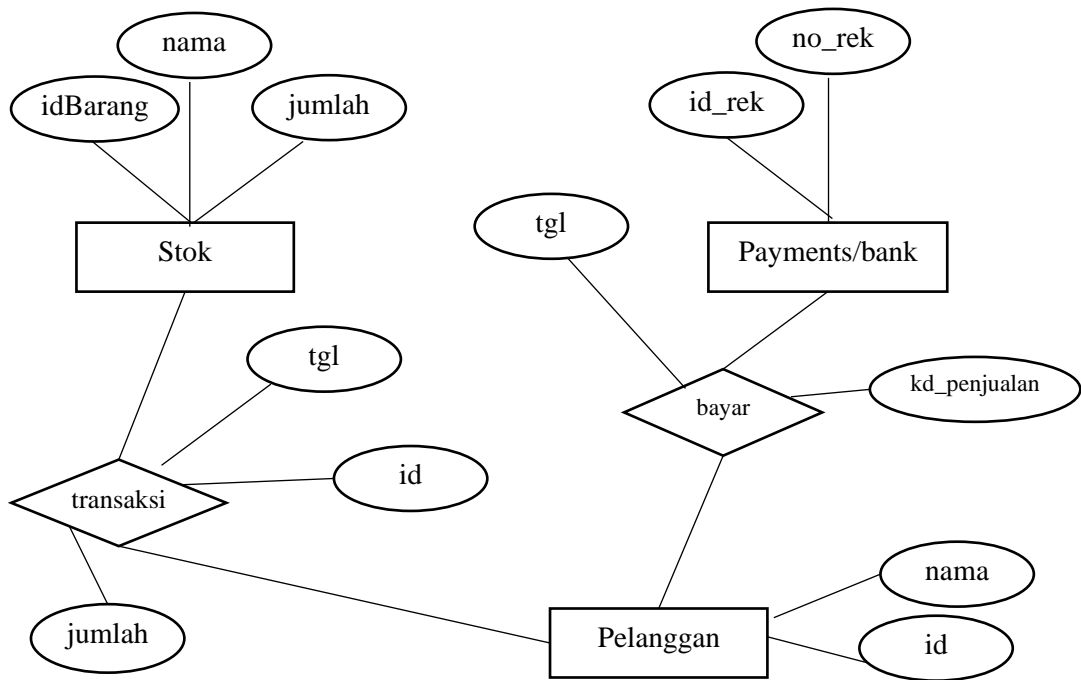 nama
no_rek
idBarang
jumlah
id_rek
tgl
Stok
Payments/bank
tgl
kd_penjualan
bayar
id
transaksi
nama
jumlah
Pelanggan
id